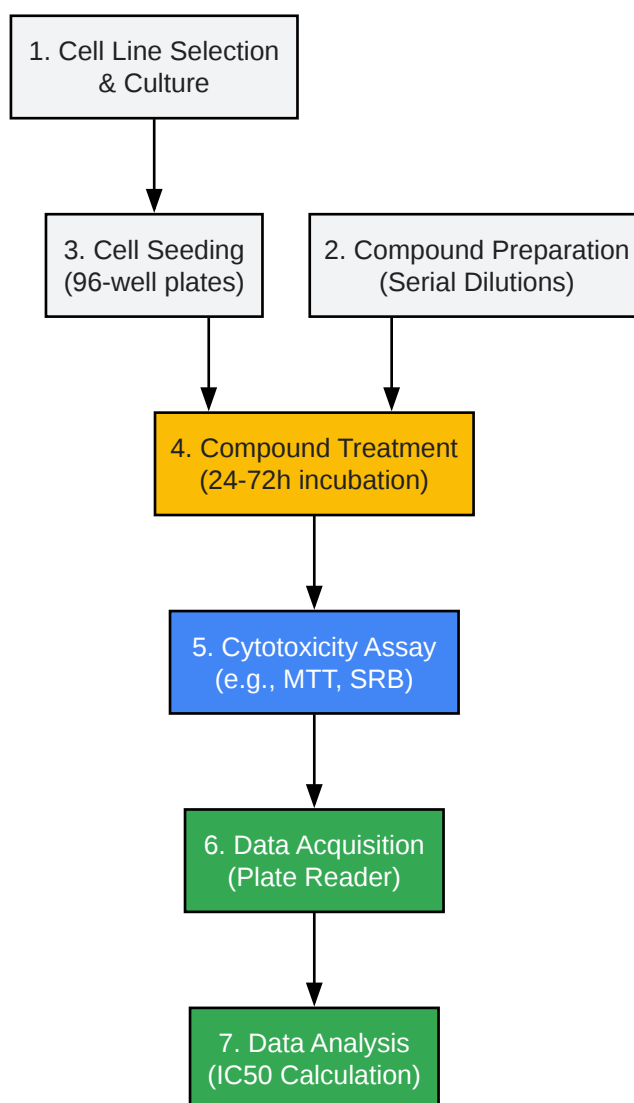 1. Cell Line Selection
& Culture
3. Cell Seeding
(96-well plates)
2. Compound Preparation
(Serial Dilutions)
4. Compound Treatment
(24-72h incubation)
5. Cytotoxicity Assay
(e.g., MTT, SRB)
6. Data Acquisition
(Plate Reader)
7. Data Analysis
(IC50 Calculation)